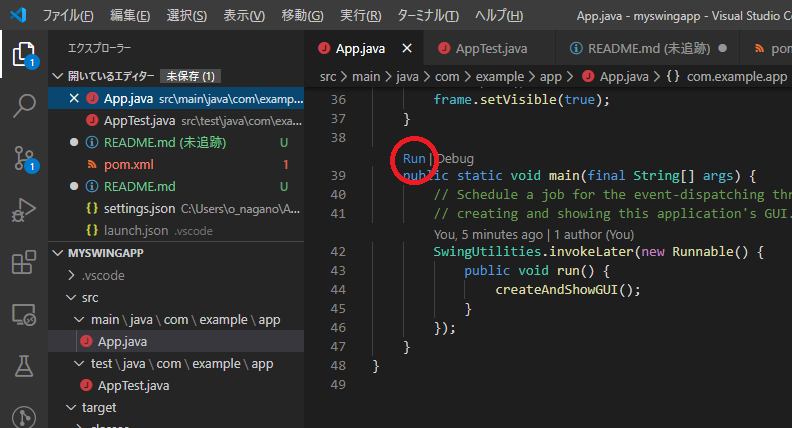 ファイル(F) 編集(E) 選択(S) 表示(V) 移動(G) 実行(R) ターミナル(T) ヘルプ(H) App.java - myswingapp - Visual Studio Co
エクスプローラー
App.java AppTest.java README.md (未追跡) pom
src main java com example app App.java com.example.app
開いているエディター 未保存 (1)
App.java src\main\java\com\examp...
AppTest.java src\test\java\com\exa...
README.md (未追跡) U
pom.xml 1
README.md U
settings.json C:\Users\o_nagano\A...
launch.json .vscode
MYSWINGAPP
.vscode
src
main \ java \ com \ example \ app
App.java
test \ java \ com \ example \ app
AppTest.java
target
classes
1
1
36 frame.setVisible(true);
37 }
38
Run | Debug
39 public static void main(final String[] args) {
40 // Schedule a job for the event-dispatching thr
41 // creating and showing this application's GUI.
You, 5 minutes ago | 1 author (You)
42 SwingUtilities.invokeLater(new Runnable() {
43 public void run() {
44 createAndShowGUI();
45 }
46 });
47 }
48 }
49